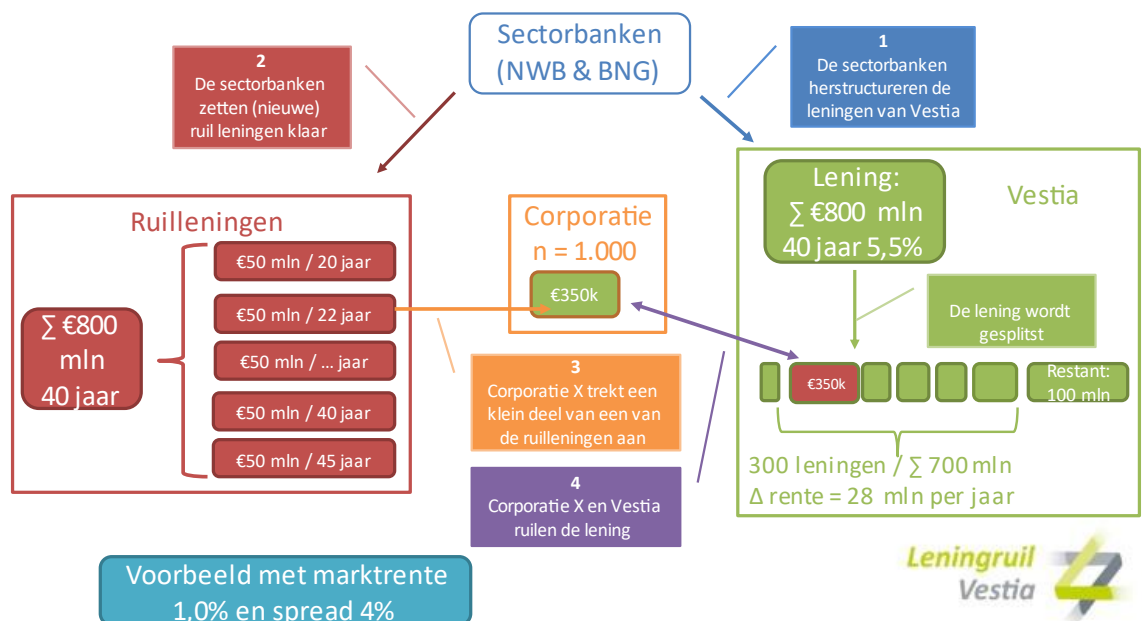 Sectorbanken
(NWB & BNG)
2
De sectorbanken
zetten (nieuwe)
ruil leningen klaar
1
De sectorbanken
herstructureren de
leningen van Vestia
Ruilleningen
∑ €800
mln
40 jaar
€50 mln / 20 jaar
€50 mln / 22 jaar
€50 mln / ... jaar
€50 mln / 40 jaar
€50 mln / 45 jaar
Corporatie
n = 1.000
€350k
3
Corporatie X trekt een
klein deel van een van
de ruilleningen aan
4
Corporatie X en Vestia
ruilen de lening
Vestia
Lening:
∑ €800 mln
40 jaar 5,5%
De lening wordt
gesplitst
€350k
Restant:
100 mln
300 leningen / ∑ 700 mln
Δ rente = 28 mln per jaar
Voorbeeld met marktrente
1,0% en spread 4%
Leningruil
Vestia